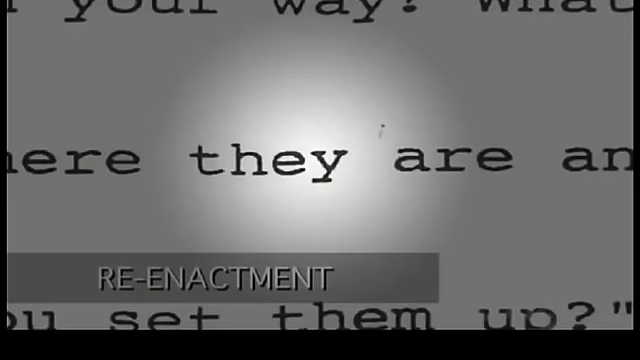 your way? What
here they are an
RE-ENACTMENT
ou set them up?"